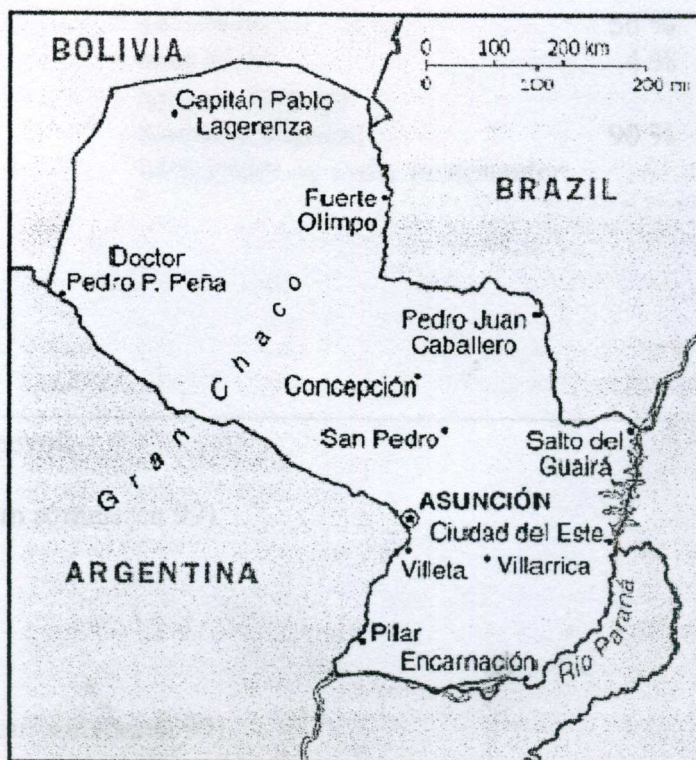 BOLIVIA
0 100 200 km
0 100 200 mi
Capitán Pablo
Lagerenza
BRAZIL
Fuerte
Olimpo
Doctor
Pedro P. Peña
Pedro Juan
Caballero
Gran Chaco
Concepción
San Pedro
Salto del
Guairá
ASUNCIÓN
Ciudad del Este
ARGENTINA
Villeta
Villarrica
Pilar
Encarnación
Río Paraná